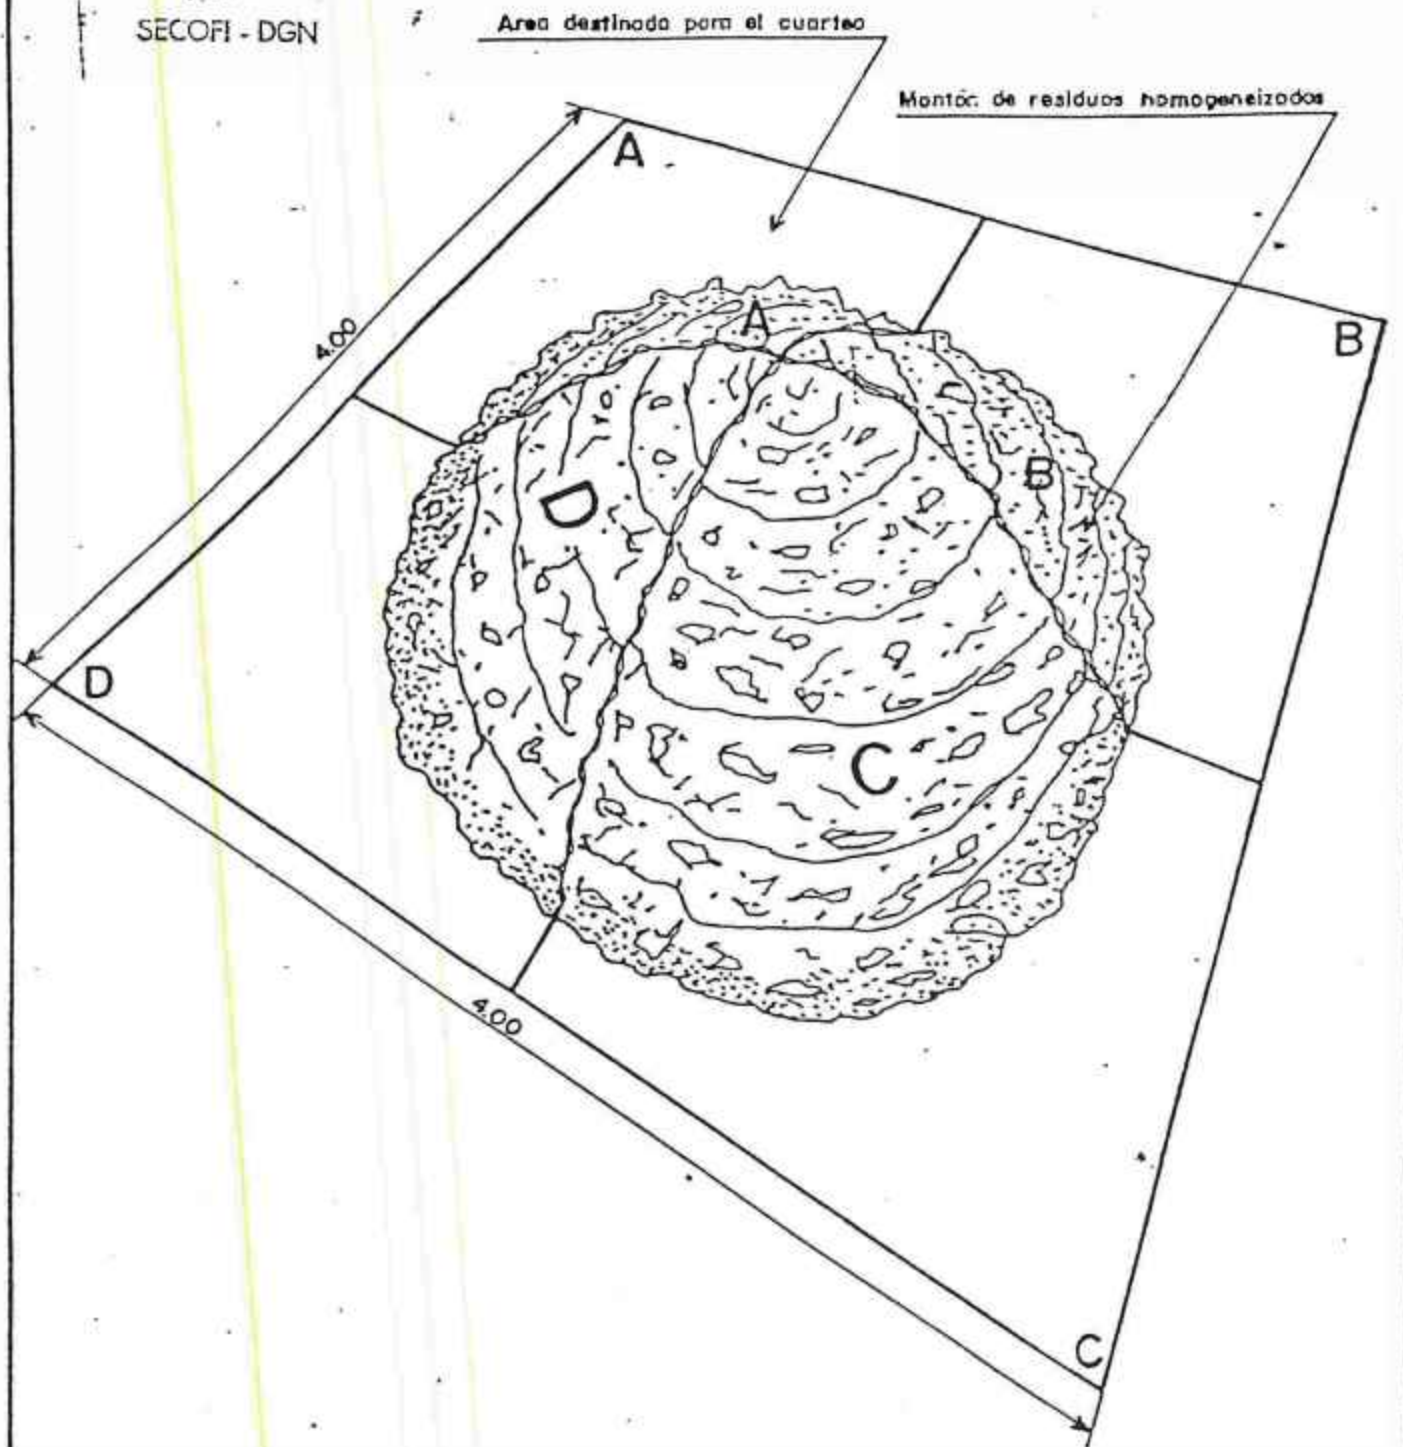 SECOFI - DGN
Area destinada para el cuarteo
Montón de residuos homogeneizados
A
B
A
4.00
B
D
D
C
4.00
C